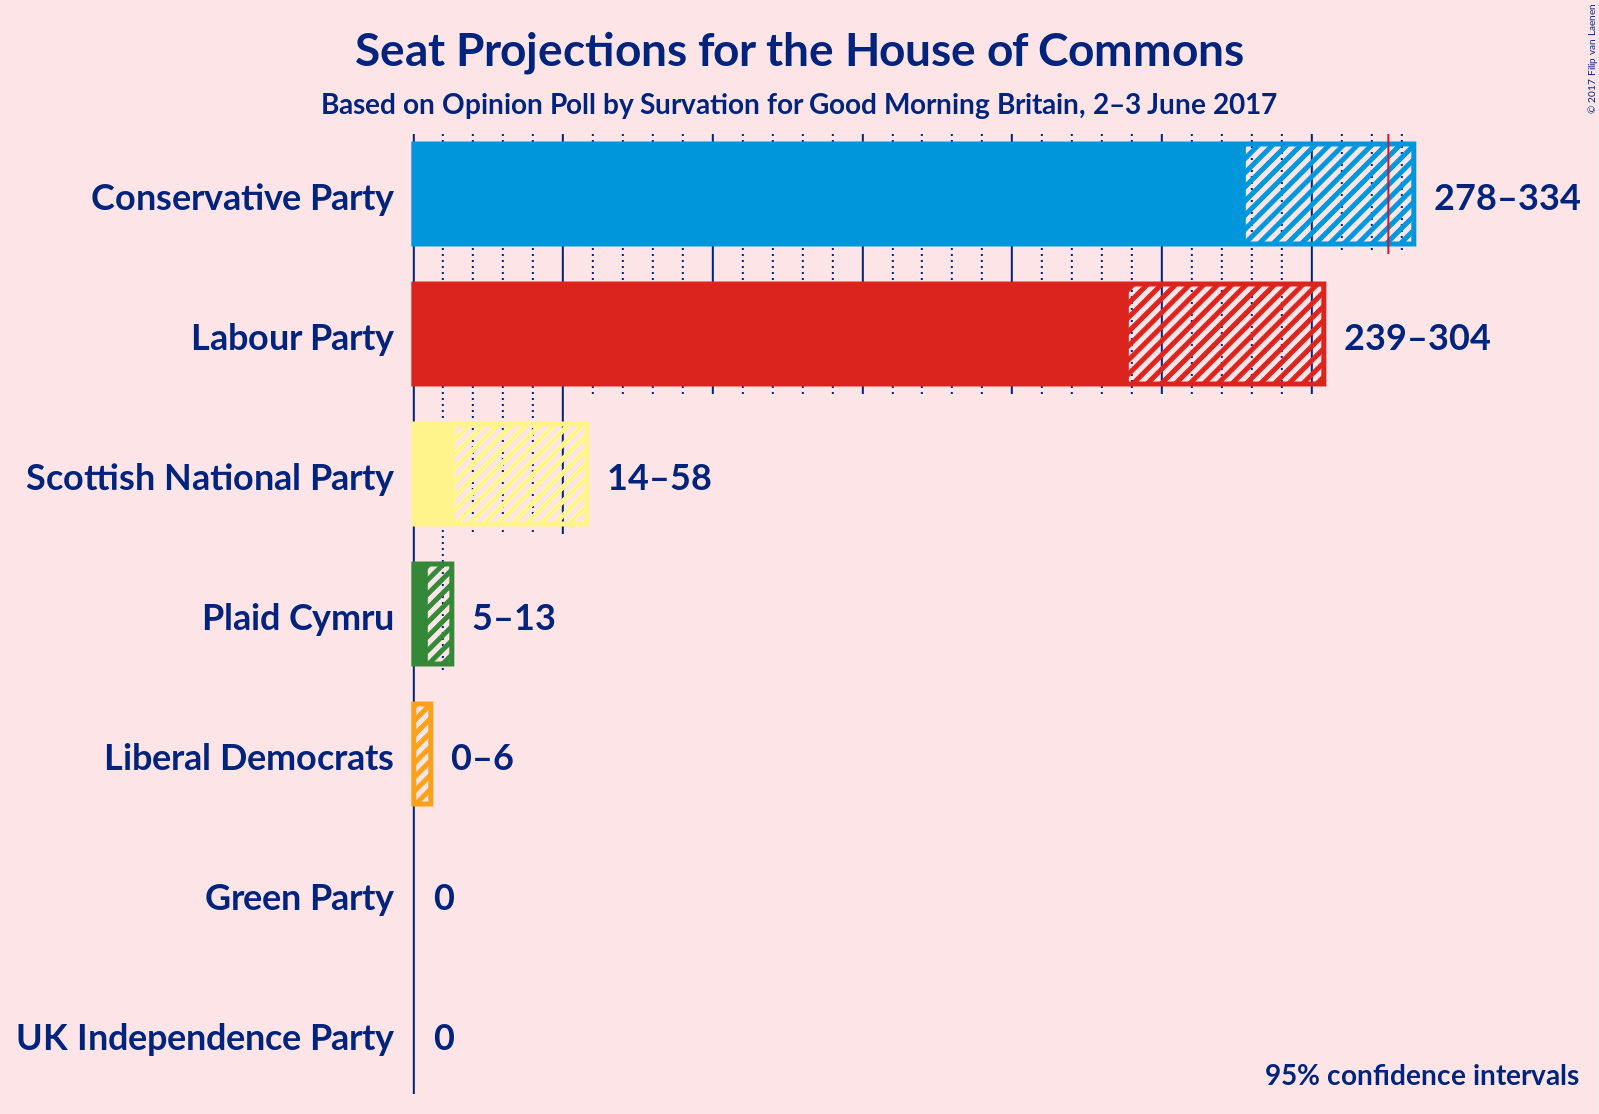 Seat Projections for the House of Commons
Based on Opinion Poll by Survation for Good Morning Britain, 2–3 June 2017
© 2017 Filip van Laenen
Conservative Party 278–334
Labour Party 239–304
Scottish National Party 14–58
Plaid Cymru 5–13
Liberal Democrats 0–6
Green Party 0
UK Independence Party 0
95% confidence intervals